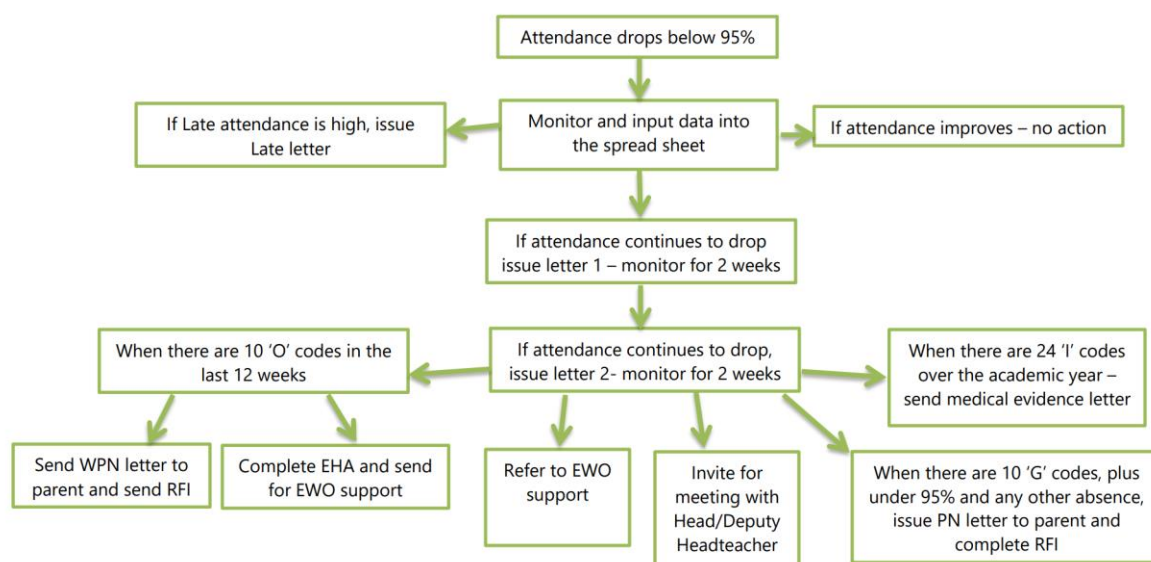 Attendance drops below 95%
If Late attendance is high, issue
Late letter
Monitor and input data into
the spread sheet
If attendance improves – no action
If attendance continues to drop
issue letter 1 – monitor for 2 weeks
When there are 10 ‘O’ codes in the
last 12 weeks
If attendance continues to drop,
issue letter 2- monitor for 2 weeks
When there are 24 ‘I’ codes
over the academic year –
send medical evidence letter
Send WPN letter to
parent and send RFI
Complete EHA and send
for EWO support
Refer to EWO
support
Invite for
meeting with
Head/Deputy
Headteacher
When there are 10 ‘G’ codes, plus
under 95% and any other absence,
issue PN letter to parent and
complete RFI